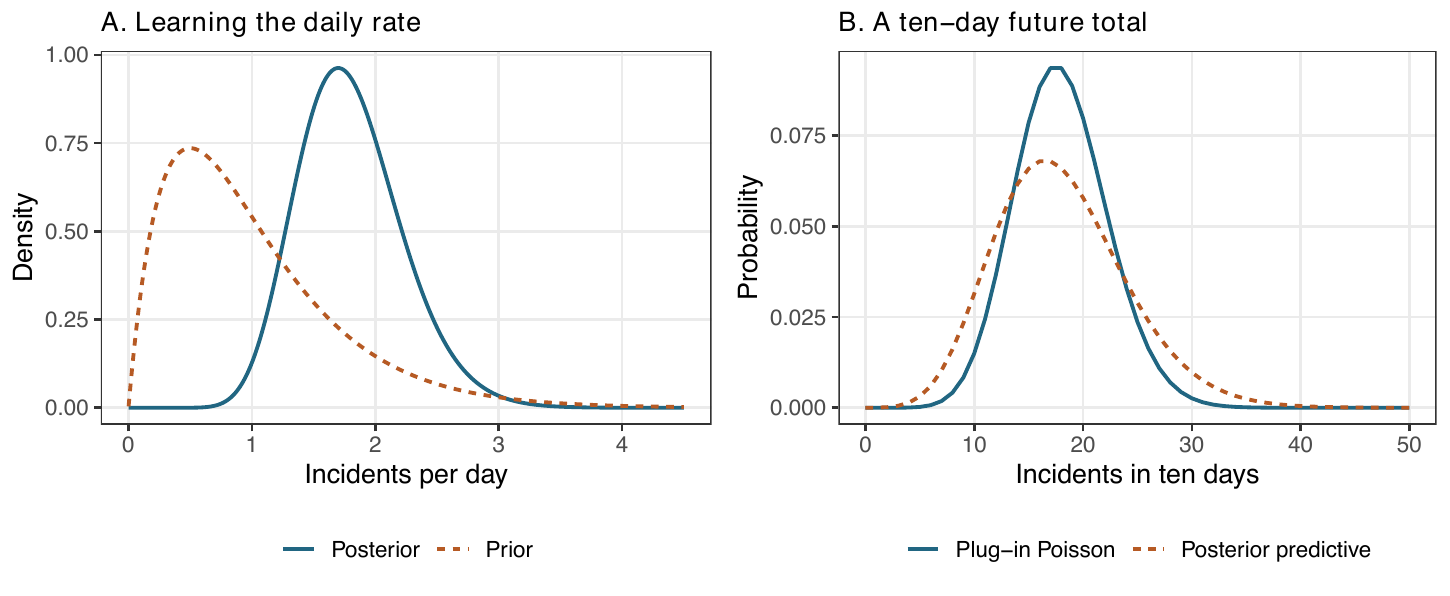 A. Learning the daily rate
1.00
0.75
0.50
0.25
0.00
Density
0 1 2 3 4
Incidents per day
Posterior Prior
B. A ten−day future total
0.075
0.050
0.025
0.000
Probability
0 10 20 30 40 50
Incidents in ten days
Plug−in Poisson Posterior predictive